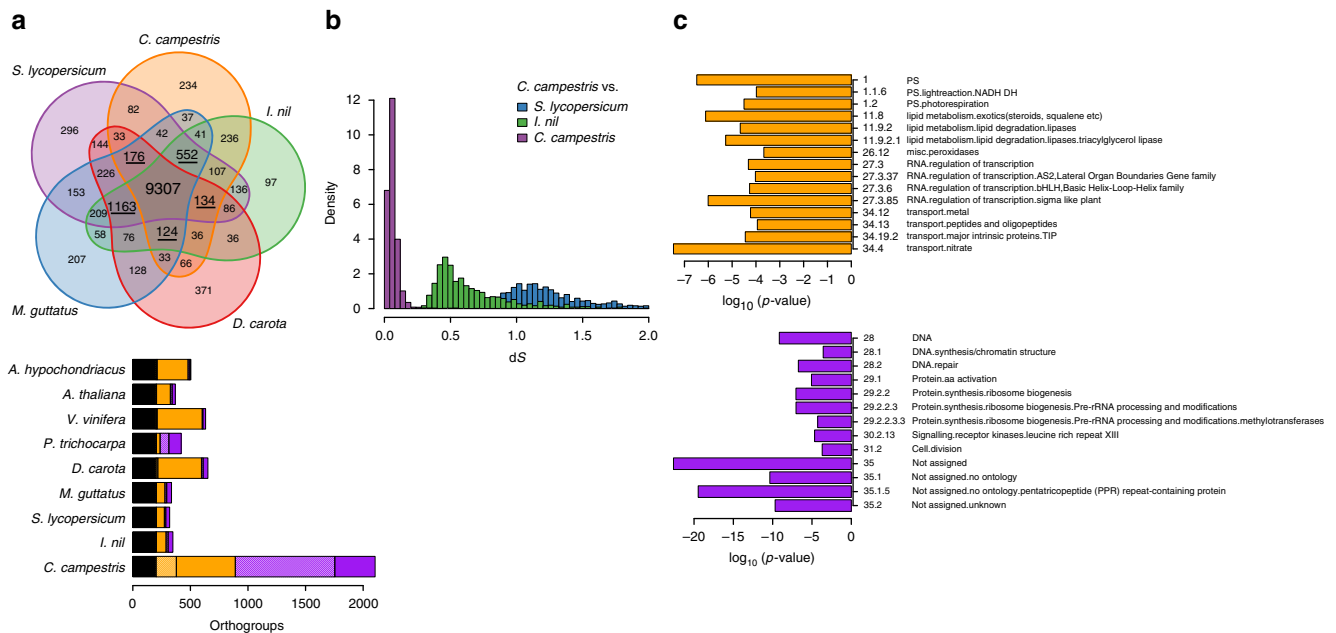 a
C. campestris
S. lycopersicum
I. nil
M. guttatus
D. carota
234
82
37
296
33
42
41
236
144
176
552
107
97
226
9307
136
153
1163
134
86
209
58
76
124
36
36
207
128
33
66
371
A. hypochondriacus
A. thaliana
V. vinifera
P. trichocarpa
D. carota
M. guttatus
S. lycopersicum
I. nil
C. campestris
0 500 1000 1500 2000
Orthogroups
b
C. campestris vs.
S. lycopersicum
I. nil
C. campestris
Density
12
10
8
6
4
2
0
0.0 0.5 1.0 1.5 2.0
dS
c
1 PS
1.1.6 PS.lightreaction.NADH DH
1.2 PS.photorespiration
11.8 lipid metabolism.exotics(steroids, squalene etc)
11.9.2 lipid metabolism.lipid degradation.lipases
11.9.2.1 lipid metabolism.lipid degradation.lipases.triacylglycerol lipase
26.12 misc.peroxidases
27.3 RNA.regulation of transcription
27.3.37 RNA.regulation of transcription.AS2,Lateral Organ Boundaries Gene family
27.3.6 RNA.regulation of transcription.bHLH,Basic Helix-Loop-Helix family
27.3.85 RNA.regulation of transcription.sigma like plant
34.12 transport.metal
34.13 transport.peptides and oligopeptides
34.19.2 transport.major intrinsic proteins.TIP
34.4 transport.nitrate
−7 −6 −5 −4 −3 −2 −1 0
log10 (p-value)
28 DNA
28.1 DNA.synthesis/chromatin structure
28.2 DNA.repair
29.1 Protein.aa activation
29.2.2 Protein.synthesis.ribosome biogenesis
29.2.2.3 Protein.synthesis.ribosome biogenesis.Pre-rRNA processing and modifications
29.2.2.3.3 Protein.synthesis.ribosome biogenesis.Pre-rRNA processing and modifications.methylotransferases
30.2.13 Signalling.receptor kinases.leucine rich repeat XIII
31.2 Cell.division
35 Not assigned
35.1 Not assigned.no ontology
35.1.5 Not assigned.no ontology.pentatricopeptide (PPR) repeat-containing protein
35.2 Not assigned.unknown
−20 −15 −10 −5 0
log10 (p-value)